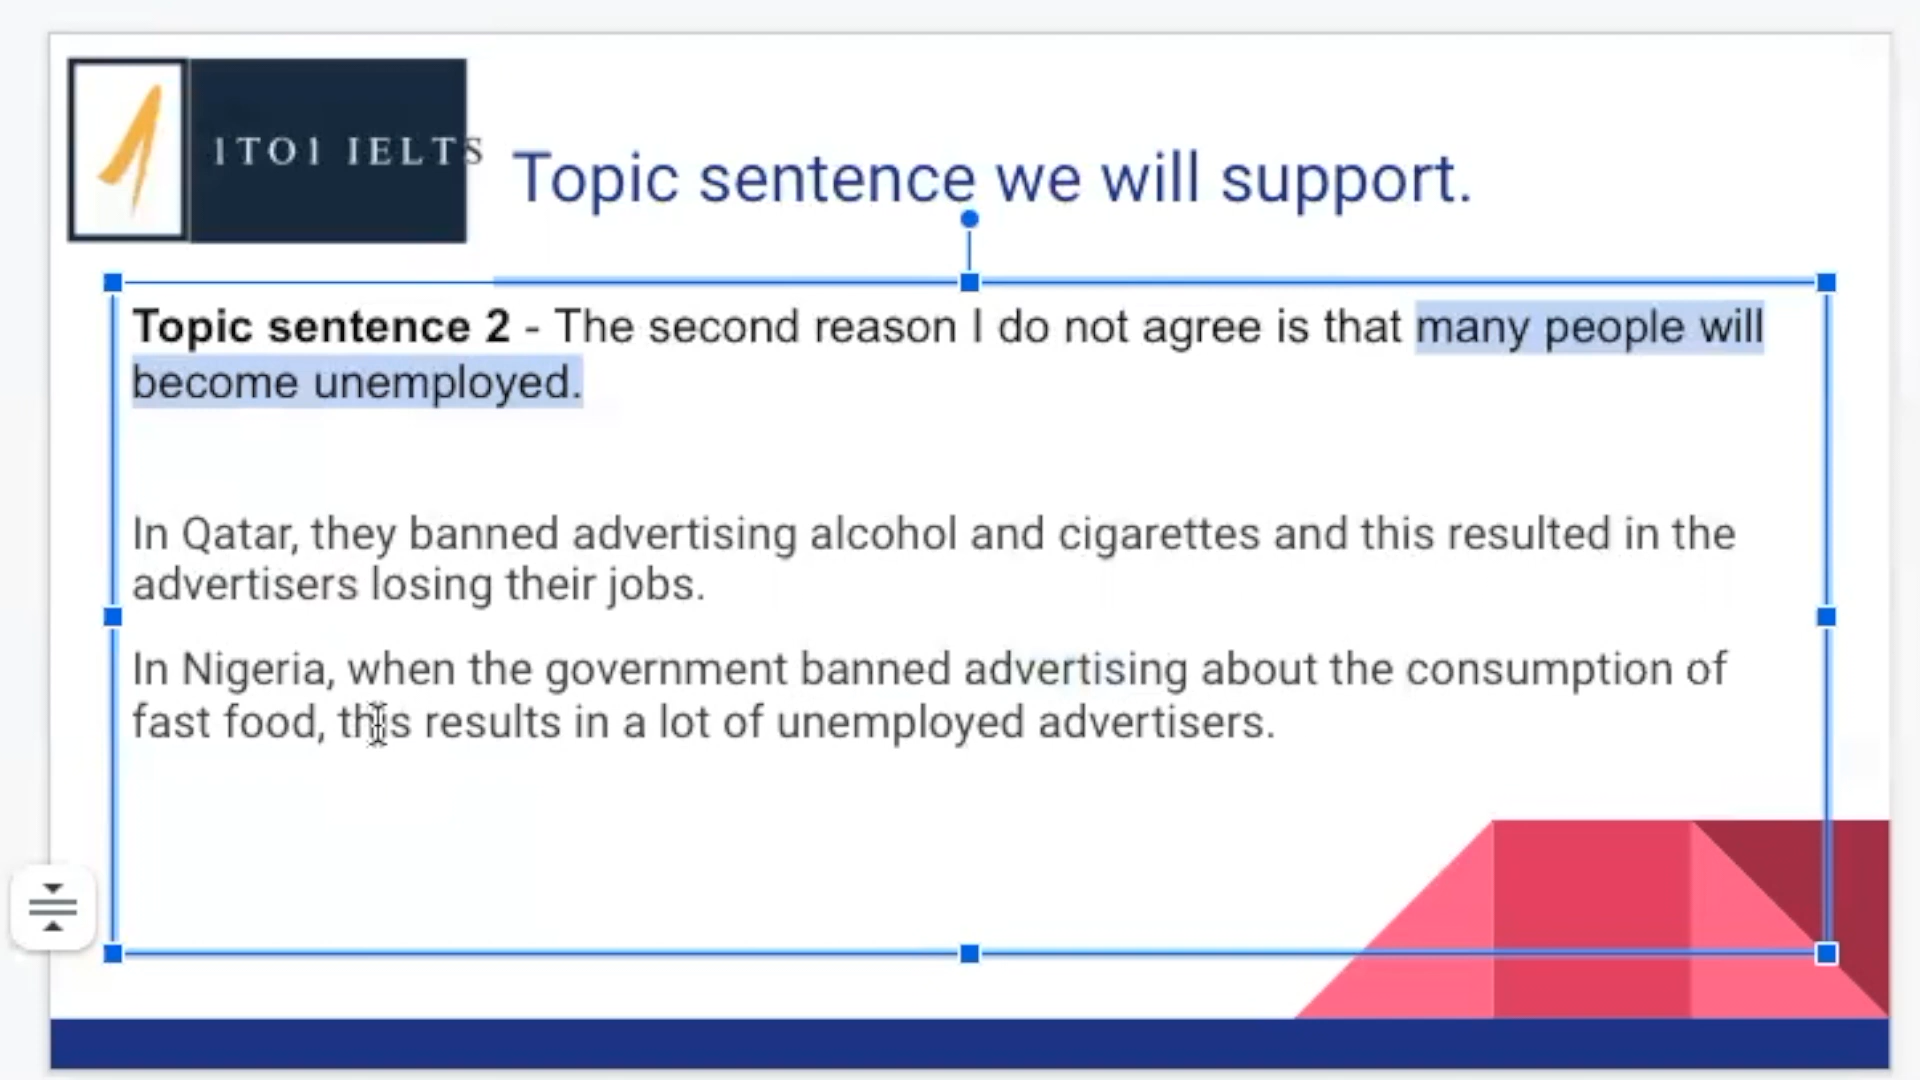 1TO1 IELTS
Topic sentence we will support.
Topic sentence 2 - The second reason I do not agree is that many people will
become unemployed.
In Qatar, they banned advertising alcohol and cigarettes and this resulted in the
advertisers losing their jobs.
In Nigeria, when the government banned advertising about the consumption of
fast food, this results in a lot of unemployed advertisers.